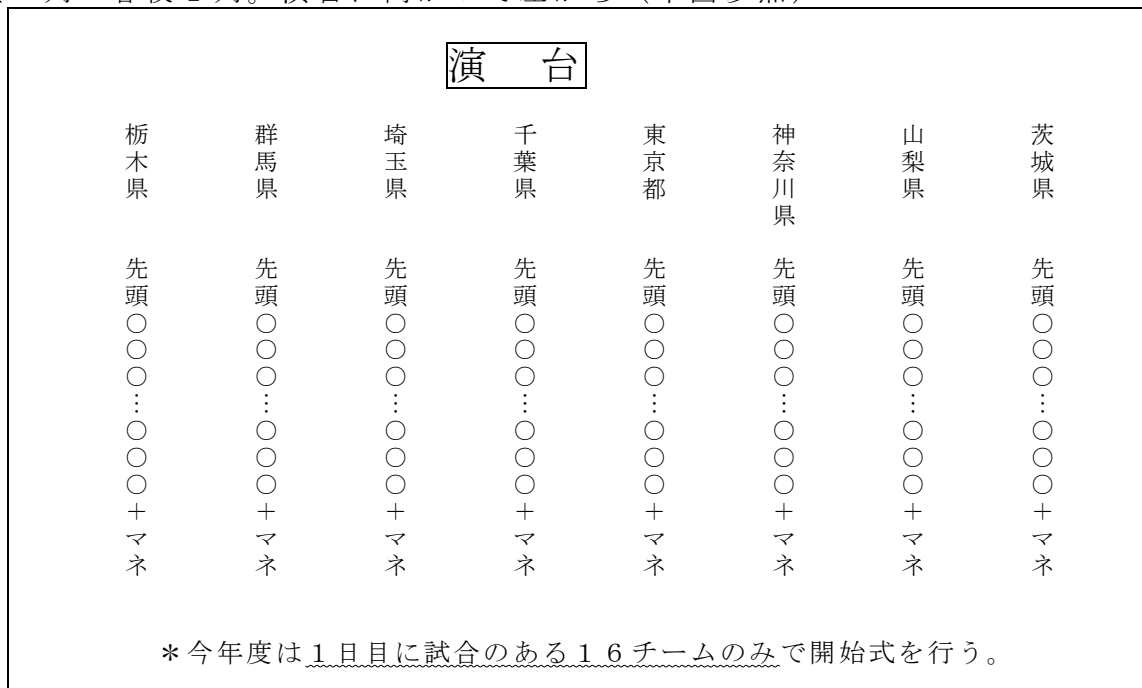 演　台
栃木県　先頭○○○…○○○＋マネ
群馬県　先頭○○○…○○○＋マネ
埼玉県　先頭○○○…○○○＋マネ
千葉県　先頭○○○…○○○＋マネ
東京都　先頭○○○…○○○＋マネ
神奈川県　先頭○○○…○○○＋マネ
山梨県　先頭○○○…○○○＋マネ
茨城県　先頭○○○…○○○＋マネ
＊今年度は１日目に試合のある１６チームのみで開始式を行う。